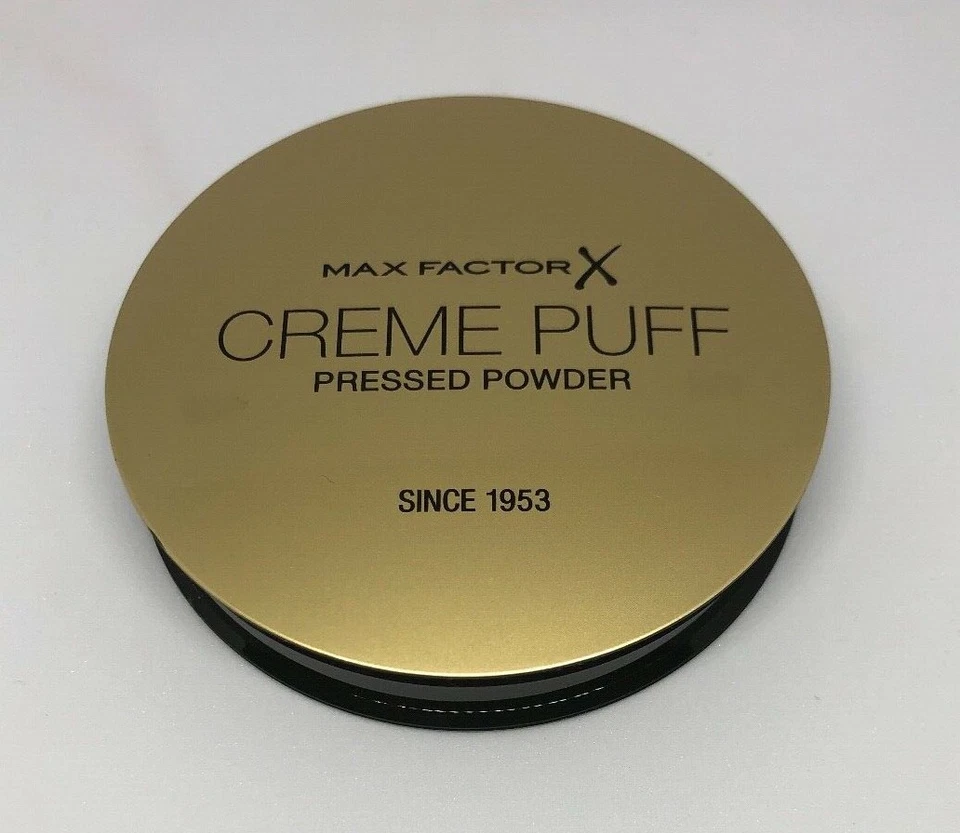 MAX FACTOR X
CREME PUFF
PRESSED POWDER
SINCE 1953